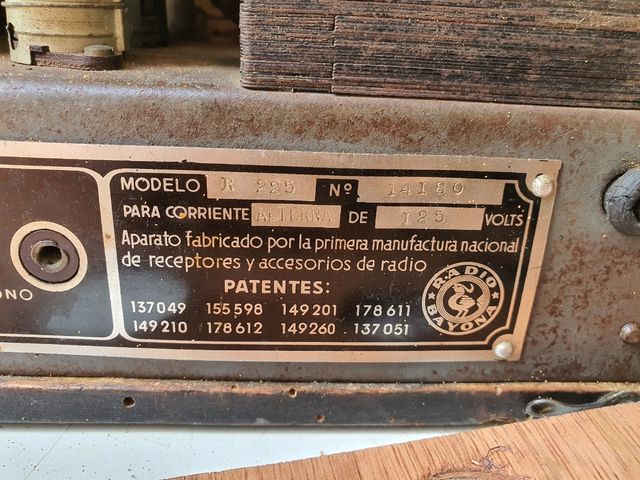 MODELO R 225 Nº 14180
PARA CORRIENTE ALTERNA DE 125 VOLTS
Aparato fabricado por la primera manufactura nacional
de receptores y accesorios de radio
PATENTES:
137049 155598 149201 178611
149210 178612 149260 137051
RADIO
BAYONA
ONO